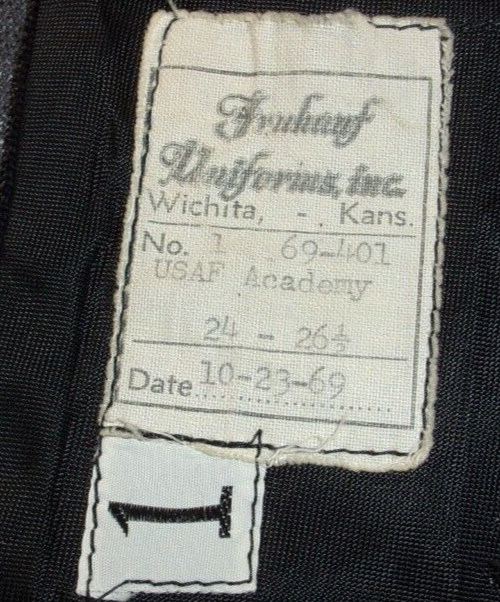 Fruhauf
Uniforms, inc.
Wichita, - . Kans.
No. 1 69-401
USAF Academy
24 - 26½
Date 10-23-69
1